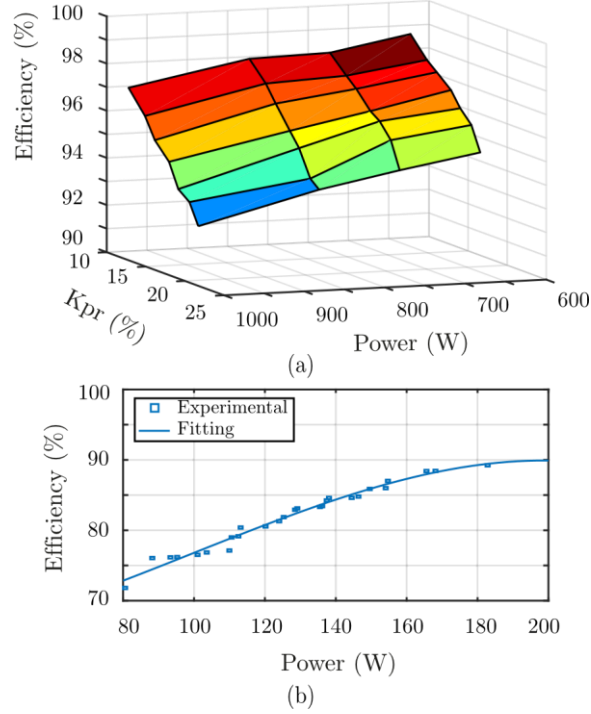 100
98
96
94
92
90
Efficiency (%)
10
15
20
25
Kpr (%)
1000
900
800
700
600
Power (W)
(a)
100
90
80
70
Efficiency (%)
Experimental
Fitting
80
100
120
140
160
180
200
Power (W)
(b)